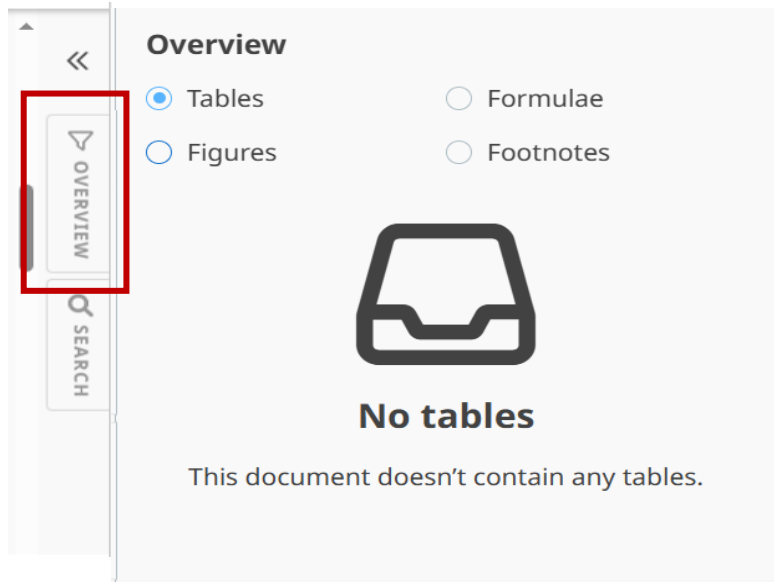 Overview
Tables
Formulae
Figures
Footnotes
OVERVIEW
SEARCH
No tables
This document doesn’t contain any tables.